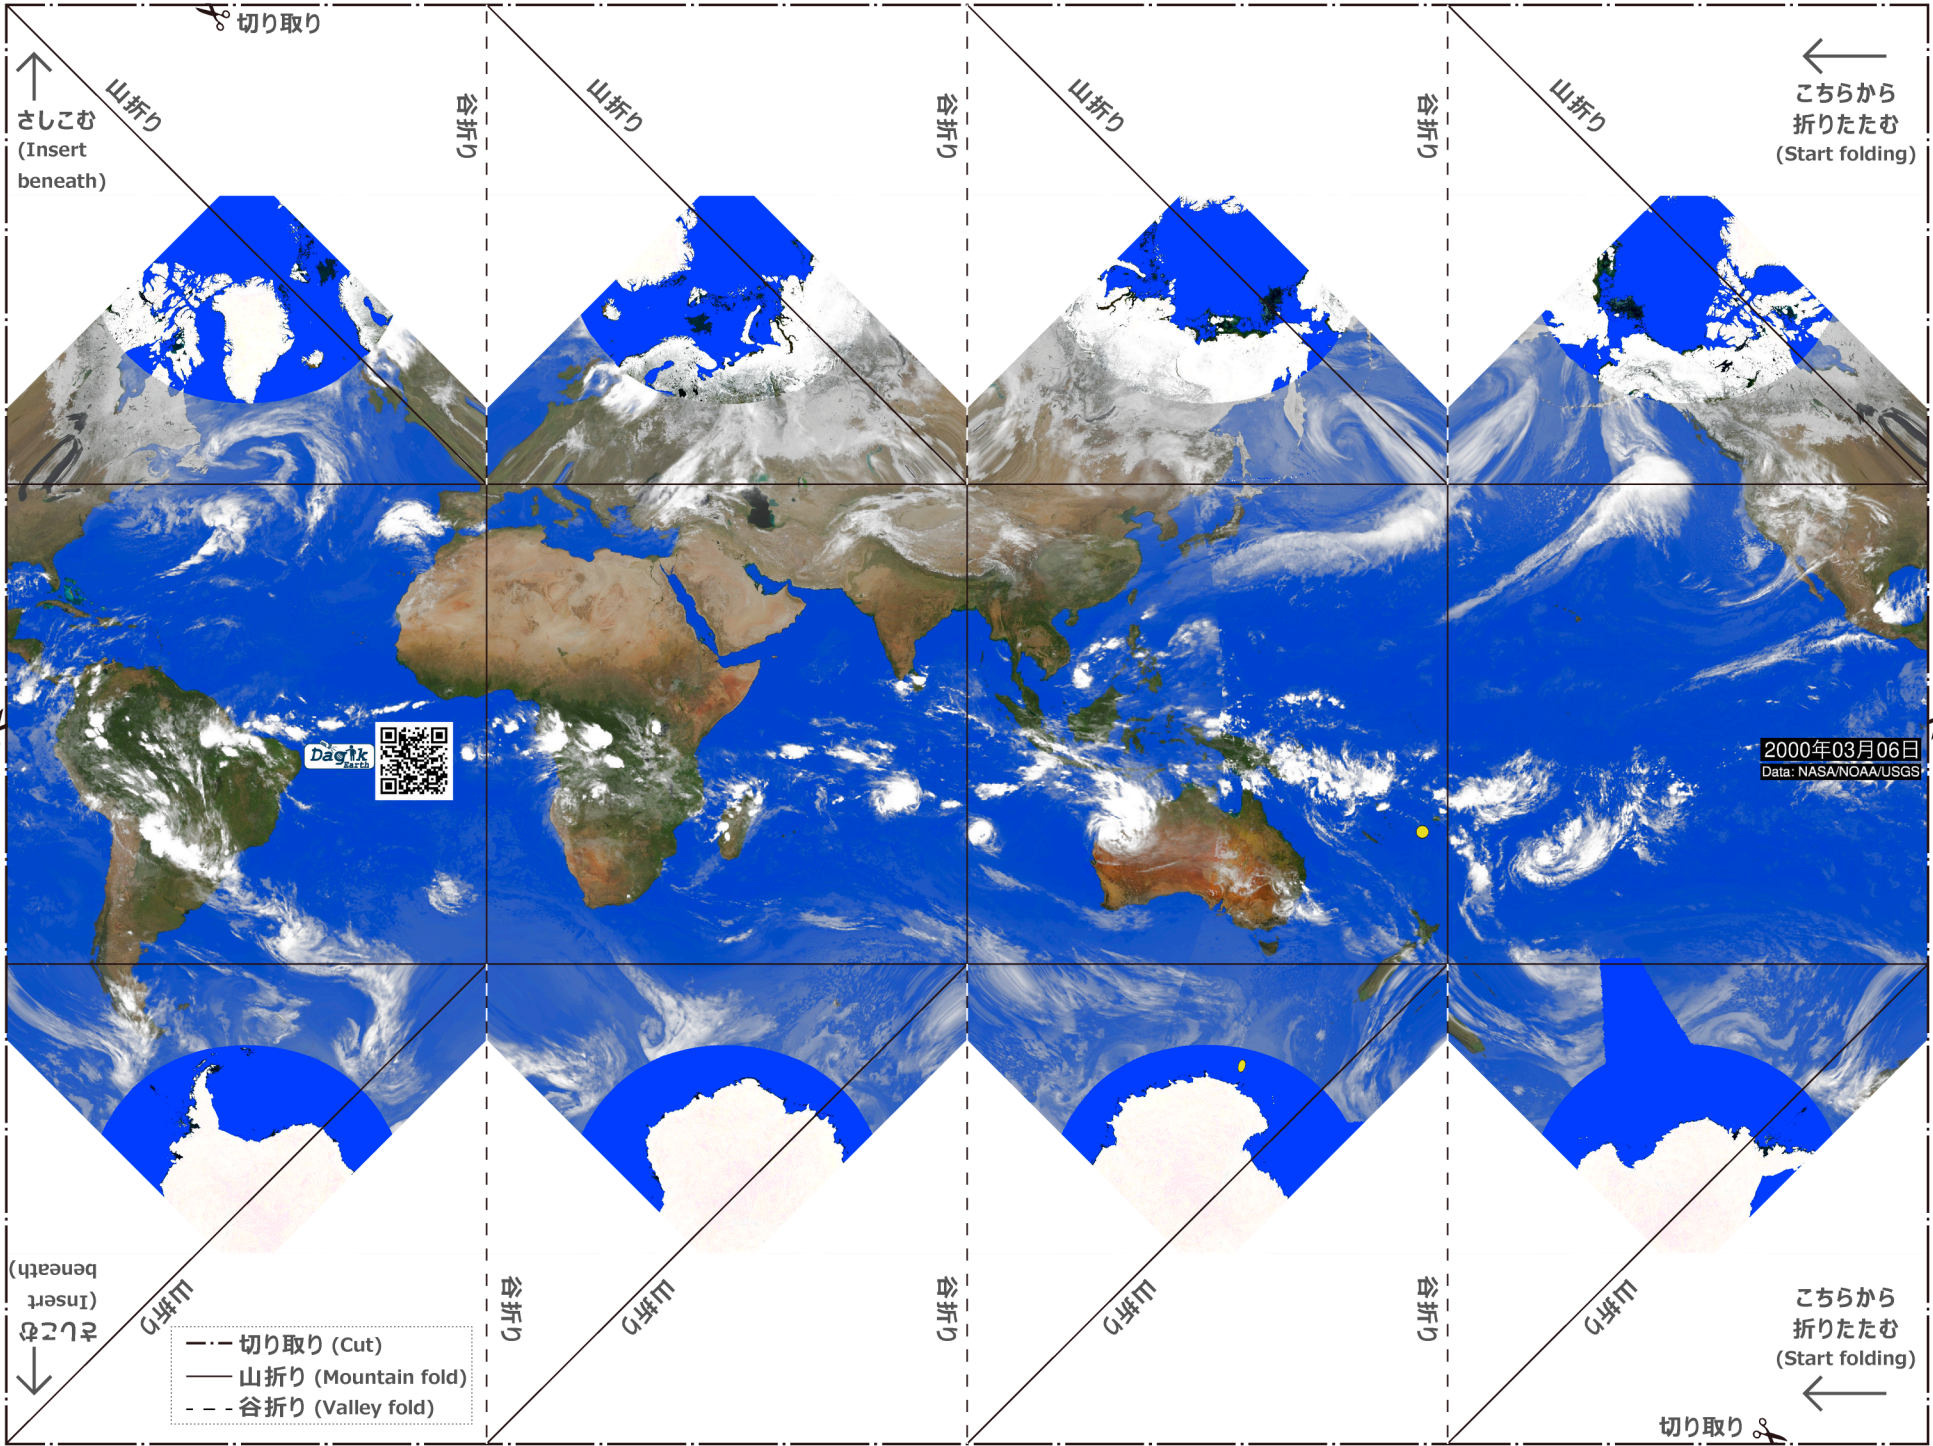 切り取り
山折り
谷折り
山折り
谷折り
山折り
谷折り
山折り
こちらから
折りたたむ
(Start folding)
さしこむ
(Insert
beneath)
Dagik
Earth
2000年03月06日
Data: NASA/NOAA/USGS
さしこむ
(Insert
beneath)
山折り
谷折り
山折り
谷折り
山折り
谷折り
山折り
こちらから
折りたたむ
(Start folding)
切り取り (Cut)
山折り (Mountain fold)
谷折り (Valley fold)
切り取り